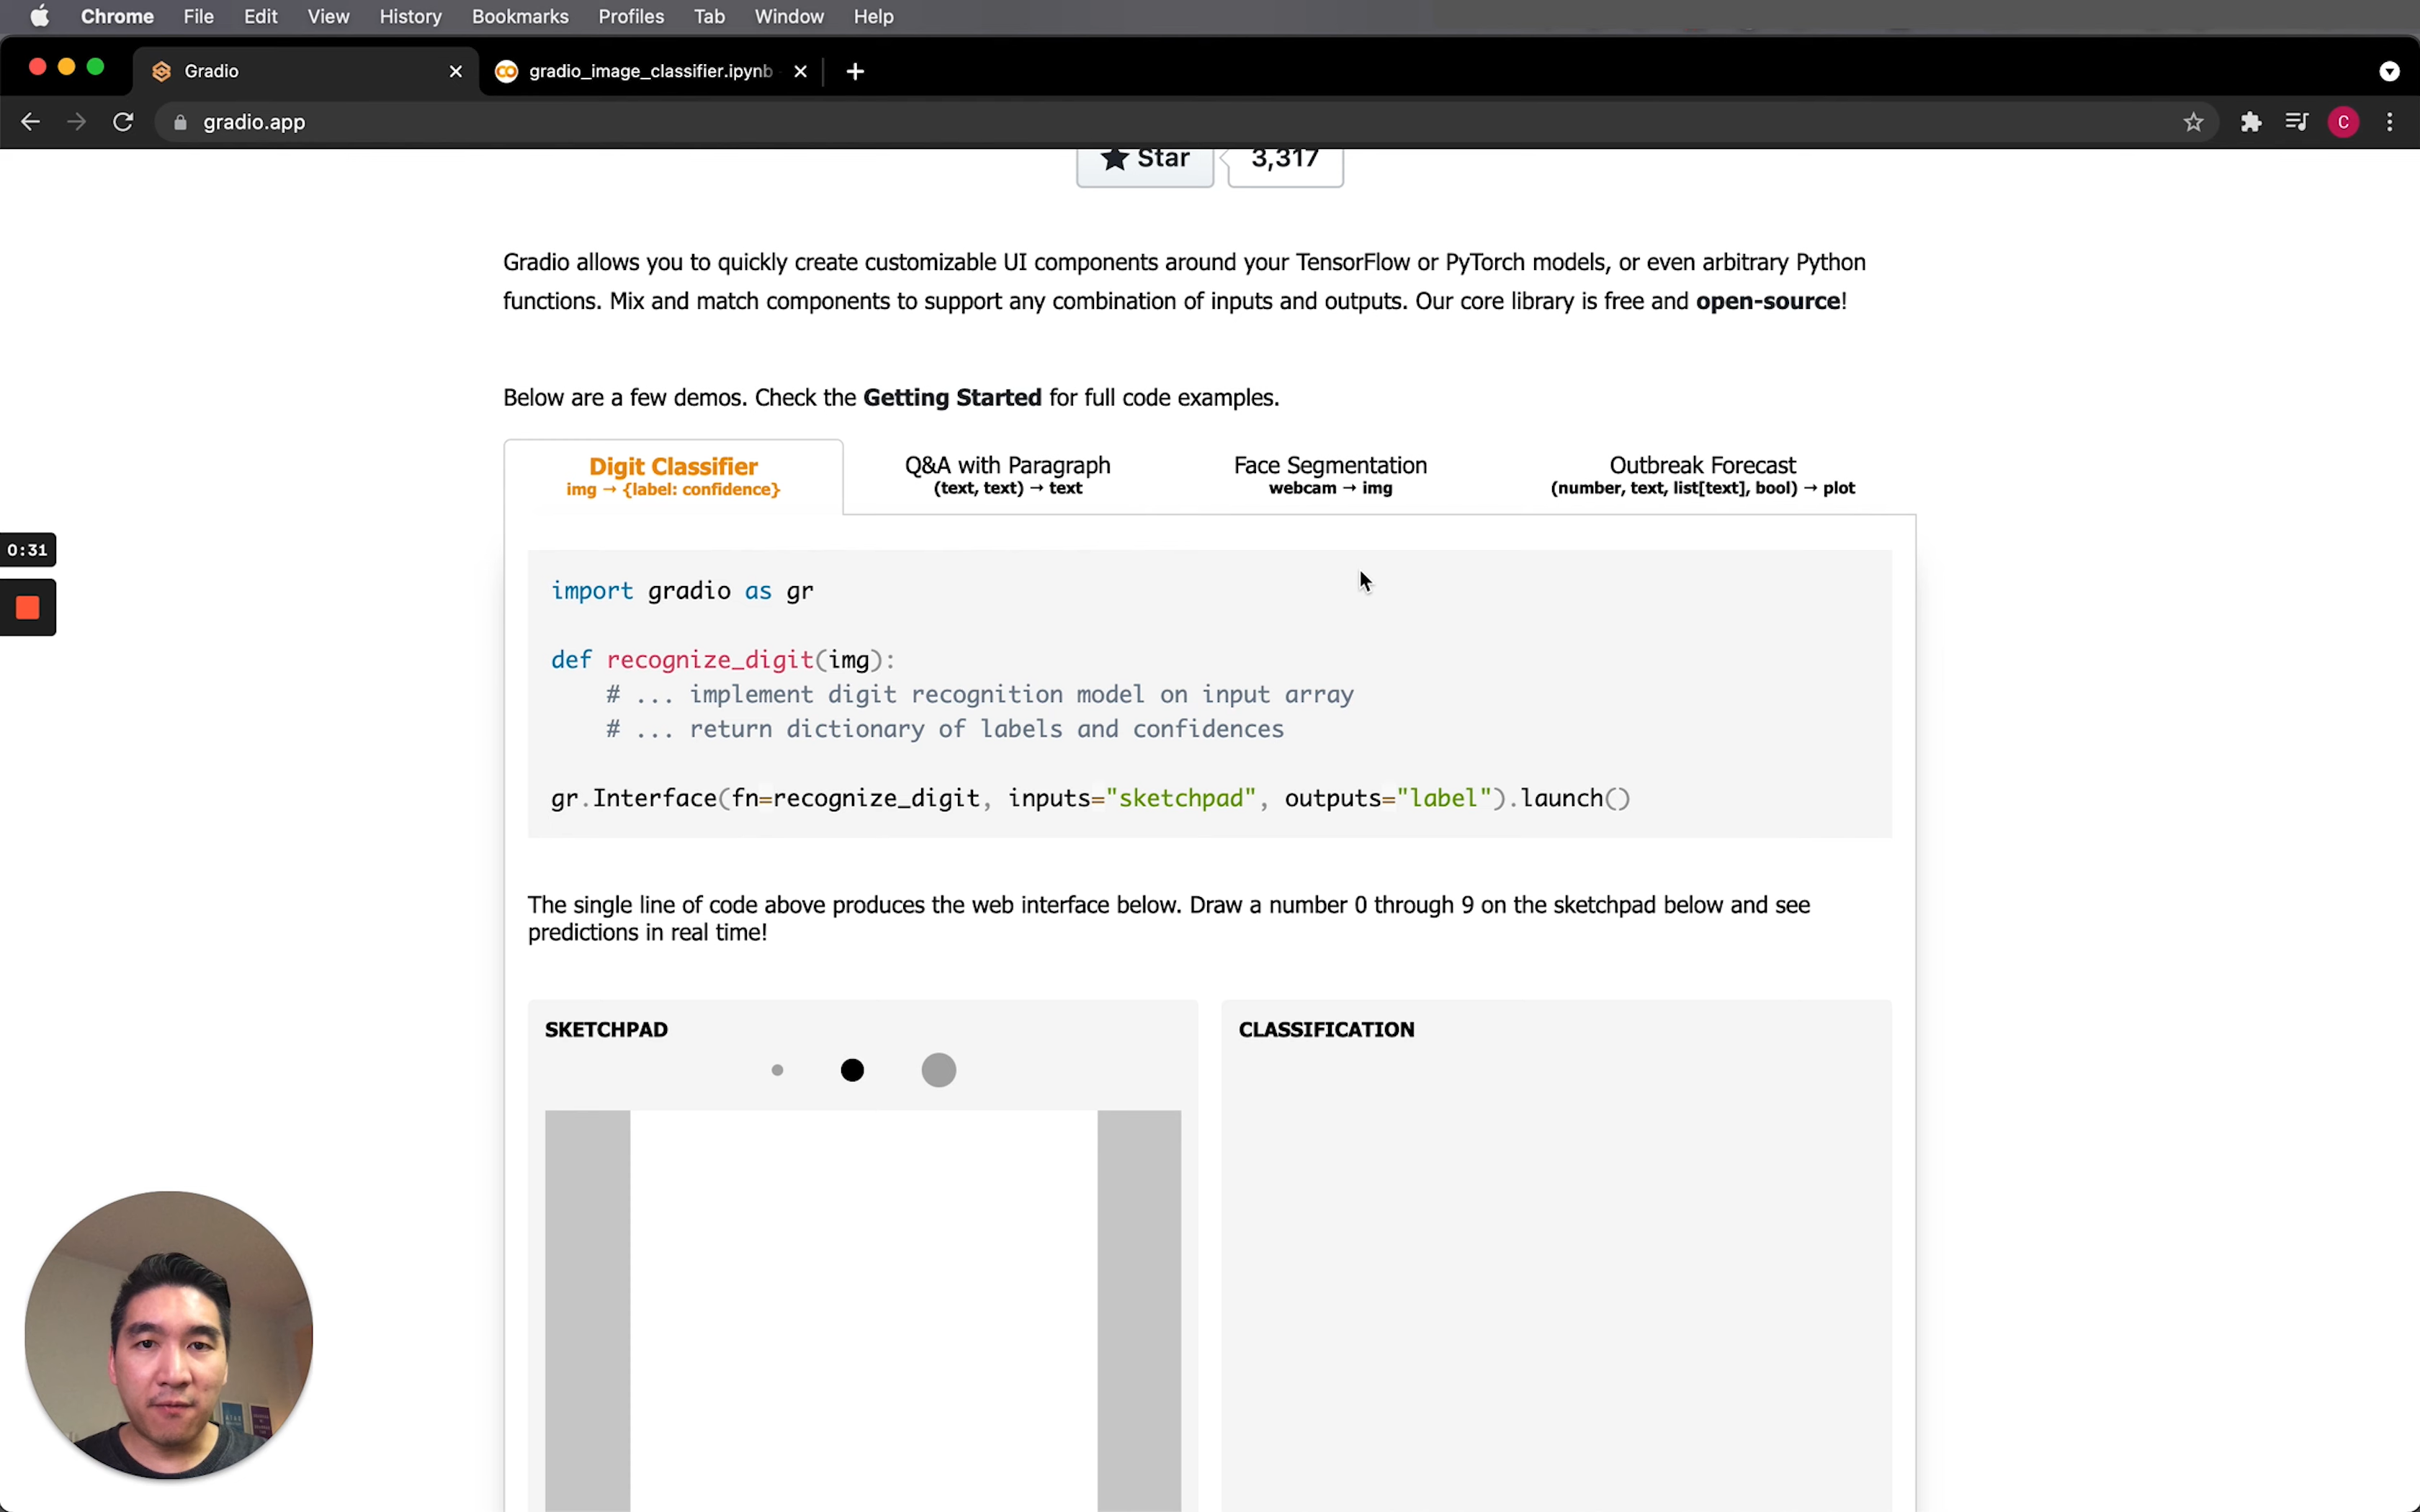 Chrome File Edit View History Bookmarks Profiles Tab Window Help
Gradio gradio_image_classifier.ipynb
gradio.app C
Star 3,317
Gradio allows you to quickly create customizable UI components around your TensorFlow or PyTorch models, or even arbitrary Python
functions. Mix and match components to support any combination of inputs and outputs. Our core library is free and open-source!
Below are a few demos. Check the Getting Started for full code examples.
Digit Classifier Q&A with Paragraph Face Segmentation Outbreak Forecast
img → {label: confidence} (text, text) → text webcam → img (number, text, list[text], bool) → plot
0:31
import gradio as gr
def recognize_digit(img):
    # ... implement digit recognition model on input array
    # ... return dictionary of labels and confidences
gr.Interface(fn=recognize_digit, inputs="sketchpad", outputs="label").launch()
The single line of code above produces the web interface below. Draw a number 0 through 9 on the sketchpad below and see
predictions in real time!
SKETCHPAD CLASSIFICATION